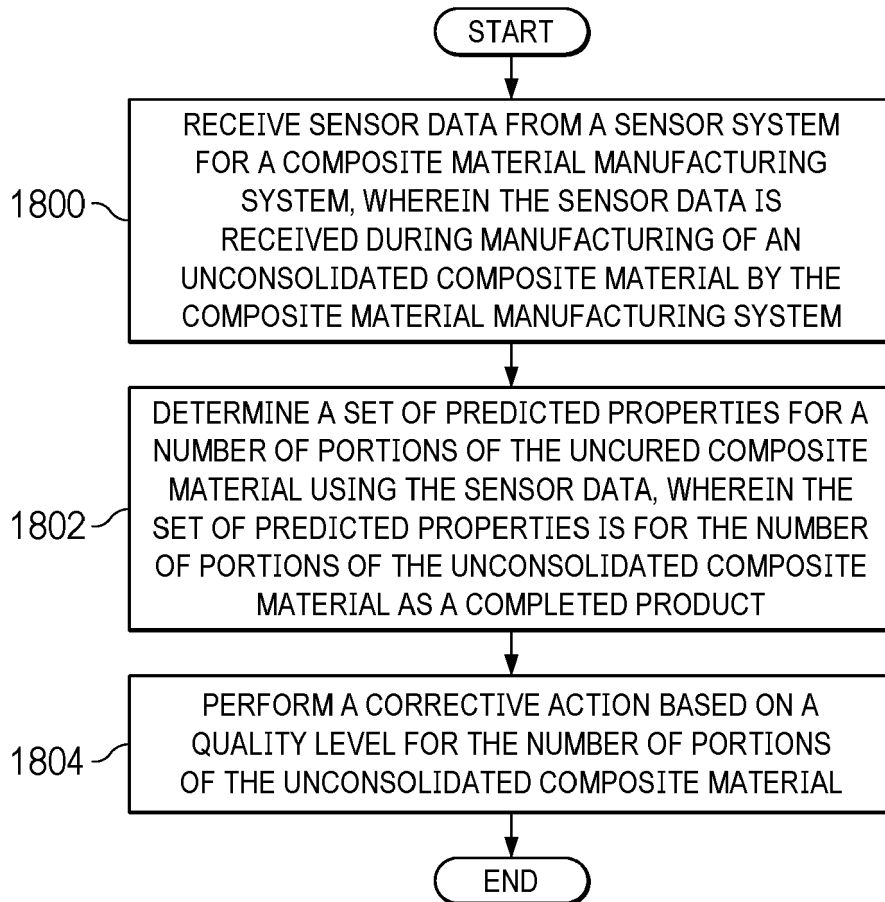 START
RECEIVE SENSOR DATA FROM A SENSOR SYSTEM
FOR A COMPOSITE MATERIAL MANUFACTURING
SYSTEM, WHEREIN THE SENSOR DATA IS
RECEIVED DURING MANUFACTURING OF AN
UNCONSOLIDATED COMPOSITE MATERIAL BY THE
COMPOSITE MATERIAL MANUFACTURING SYSTEM
1800
DETERMINE A SET OF PREDICTED PROPERTIES FOR A
NUMBER OF PORTIONS OF THE UNCURED COMPOSITE
MATERIAL USING THE SENSOR DATA, WHEREIN THE
SET OF PREDICTED PROPERTIES IS FOR THE NUMBER
OF PORTIONS OF THE UNCONSOLIDATED COMPOSITE
MATERIAL AS A COMPLETED PRODUCT
1802
PERFORM A CORRECTIVE ACTION BASED ON A
QUALITY LEVEL FOR THE NUMBER OF PORTIONS
OF THE UNCONSOLIDATED COMPOSITE MATERIAL
1804
END